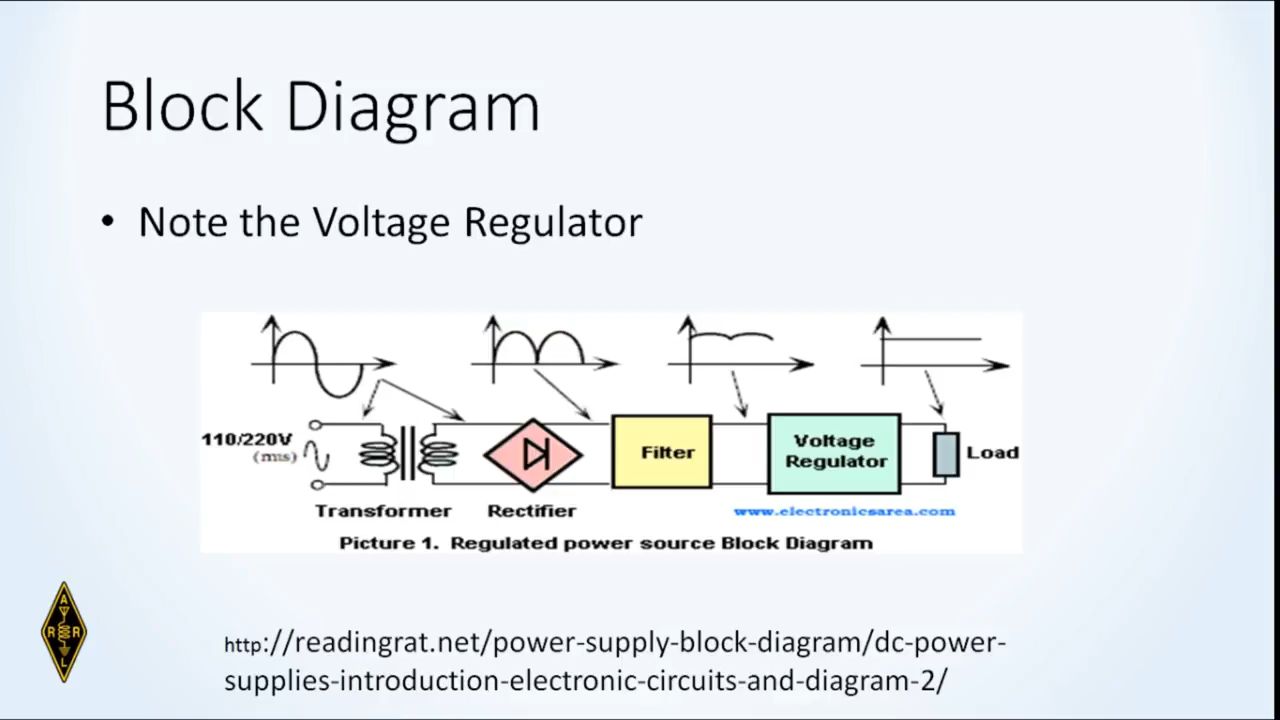 Block Diagram
• Note the Voltage Regulator
110/220V
(rms)
Filter
Voltage
Regulator
Load
Transformer
Rectifier
www.electronicsarea.com
Picture 1. Regulated power source Block Diagram
A
R R
L
http://readingrat.net/power-supply-block-diagram/dc-power-
supplies-introduction-electronic-circuits-and-diagram-2/